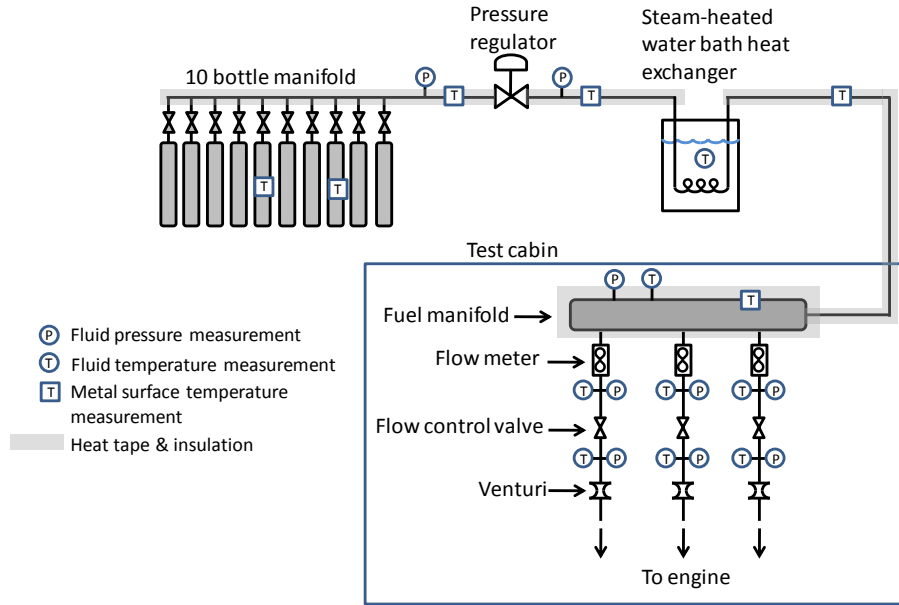 Pressure
regulator
Steam-heated
water bath heat
exchanger
10 bottle manifold
P
T
P
T
T
T
T
T
Test cabin
P
T
T
Fuel manifold
Flow meter
T P T P T P
Flow control valve
T P T P T P
Venturi
To engine
P Fluid pressure measurement
T Fluid temperature measurement
T Metal surface temperature
measurement
Heat tape & insulation